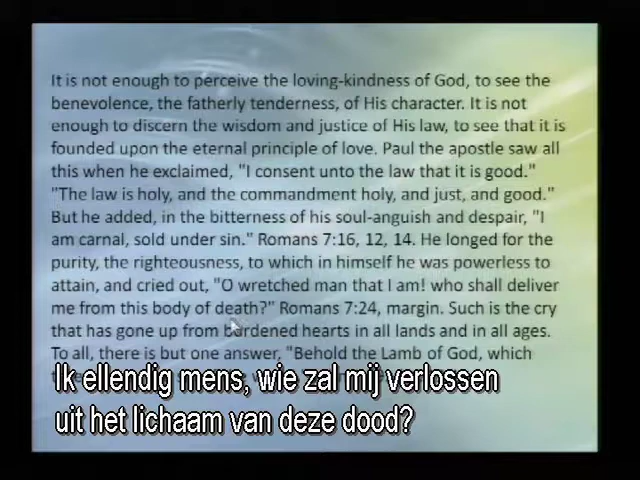 It is not enough to perceive the loving-kindness of God, to see the
benevolence, the fatherly tenderness, of His character. It is not
enough to discern the wisdom and justice of His law, to see that it is
founded upon the eternal principle of love. Paul the apostle saw all
this when he exclaimed, "I consent unto the law that it is good."
"The law is holy, and the commandment holy, and just, and good."
But he added, in the bitterness of his soul-anguish and despair, "I
am carnal, sold under sin." Romans 7:16, 12, 14. He longed for the
purity, the righteousness, to which in himself he was powerless to
attain, and cried out, "O wretched man that I am! who shall deliver
me from this body of death?" Romans 7:24, margin. Such is the cry
that has gone up from burdened hearts in all lands and in all ages.
To all, there is but one answer, "Behold the Lamb of God, which
Ik ellendig mens, wie zal mij verlossen
uit het lichaam van deze dood?